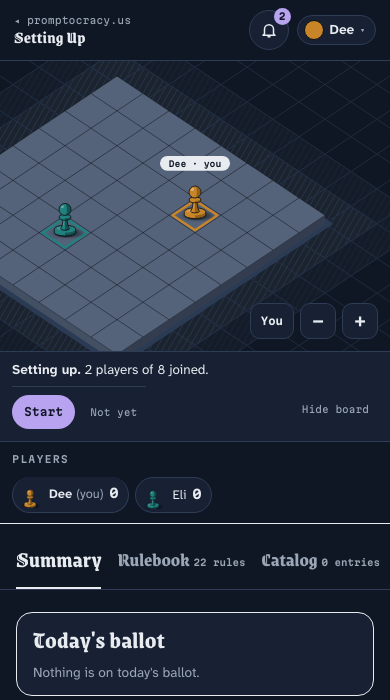 ◂ promptocracy.us
Setting Up
2
Dee ▾
Dee · you
You − +
Setting up. 2 players of 8 joined.
Start Not yet Hide board
PLAYERS
Dee (you) 0 Eli 0
Summary Rulebook 22 rules Catalog 0 entries
Today's ballot
Nothing is on today's ballot.